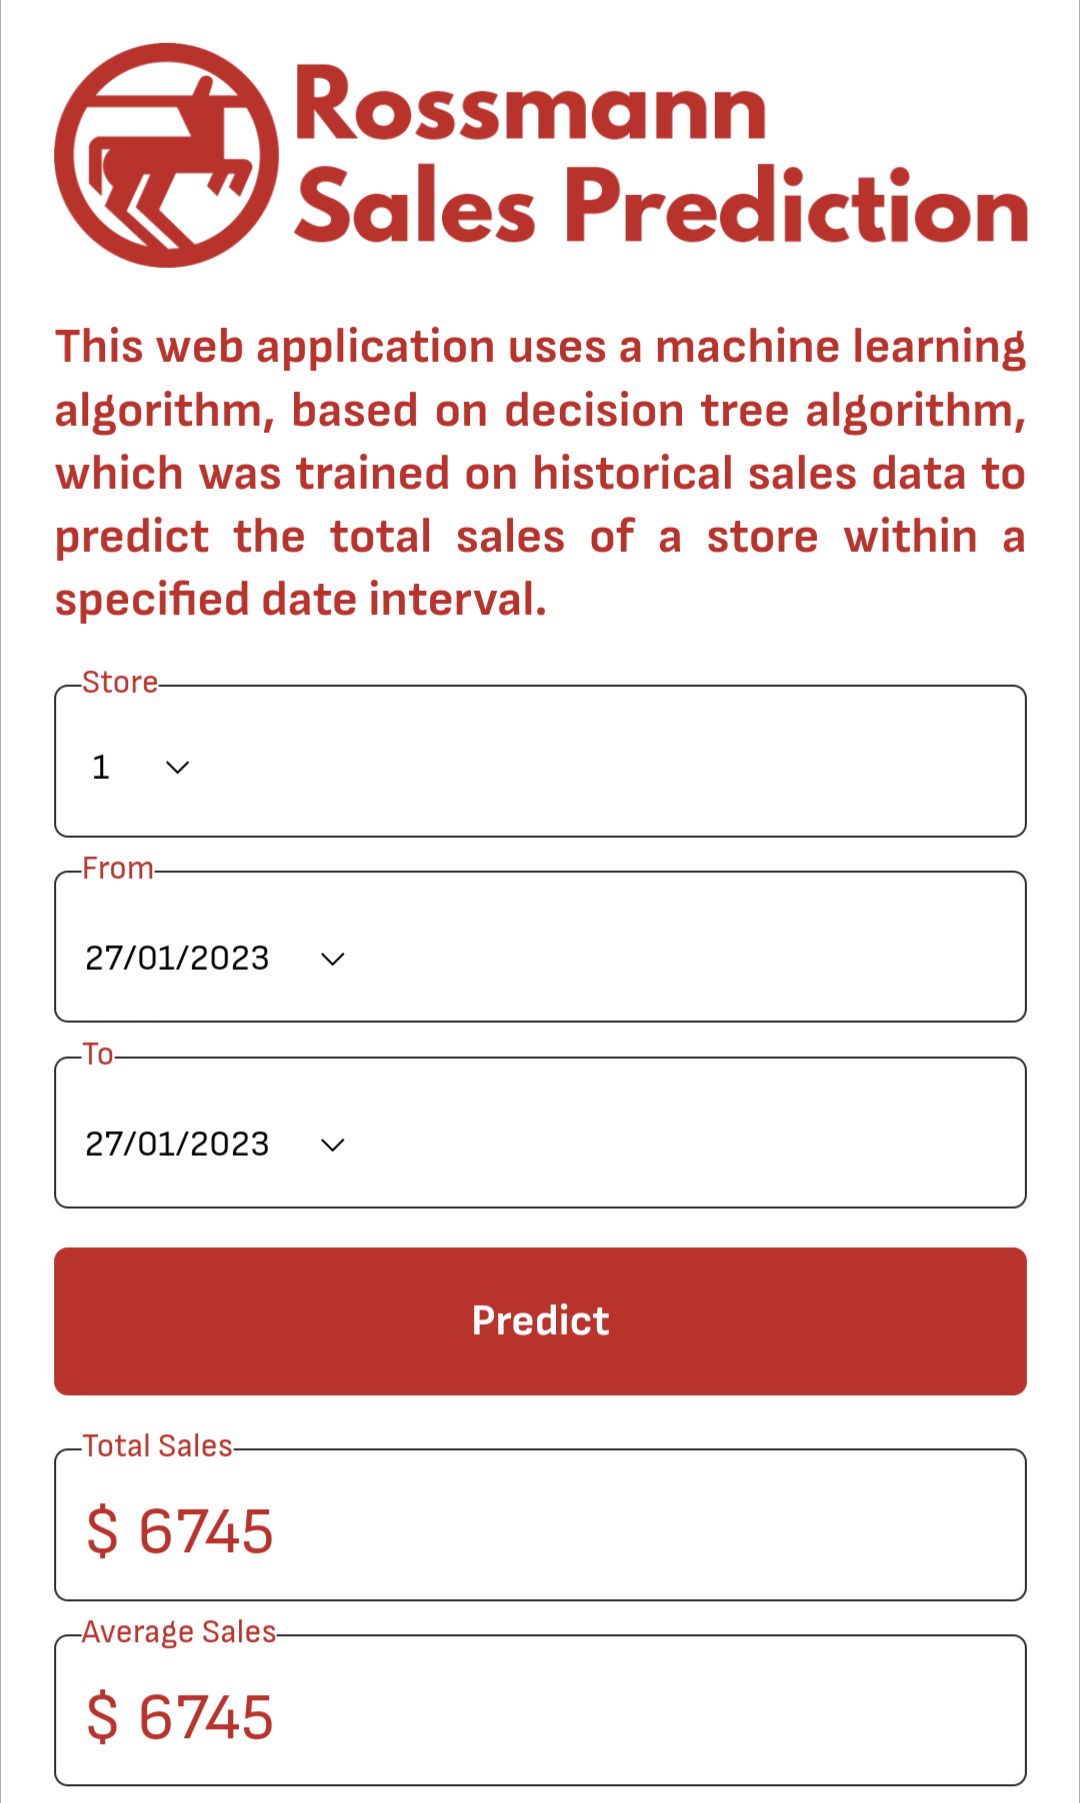 Rossmann
Sales Prediction
This web application uses a machine learning
algorithm, based on decision tree algorithm,
which was trained on historical sales data to
predict the total sales of a store within a
specified date interval.
Store
1
From
27/01/2023
To
27/01/2023
Predict
Total Sales
$ 6745
Average Sales
$ 6745